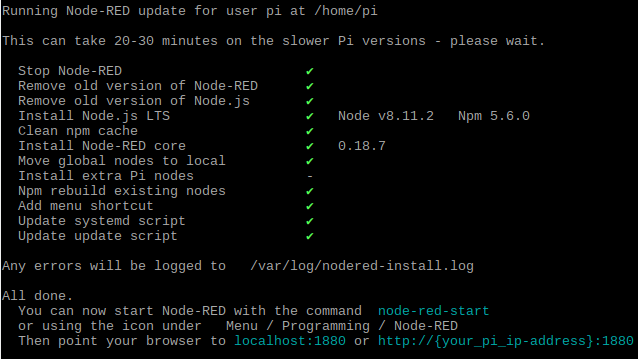 Running Node-RED update for user pi at /home/pi
This can take 20-30 minutes on the slower Pi versions - please wait.
Stop Node-RED ✔
Remove old version of Node-RED ✔
Remove old version of Node.js ✔
Install Node.js LTS ✔ Node v8.11.2 Npm 5.6.0
Clean npm cache ✔
Install Node-RED core ✔ 0.18.7
Move global nodes to local ✔
Install extra Pi nodes -
Npm rebuild existing nodes ✔
Add menu shortcut ✔
Update systemd script ✔
Update update script ✔
Any errors will be logged to /var/log/nodered-install.log
All done.
You can now start Node-RED with the command node-red-start
or using the icon under Menu / Programming / Node-RED
Then point your browser to localhost:1880 or http://{your_pi_ip-address}:1880